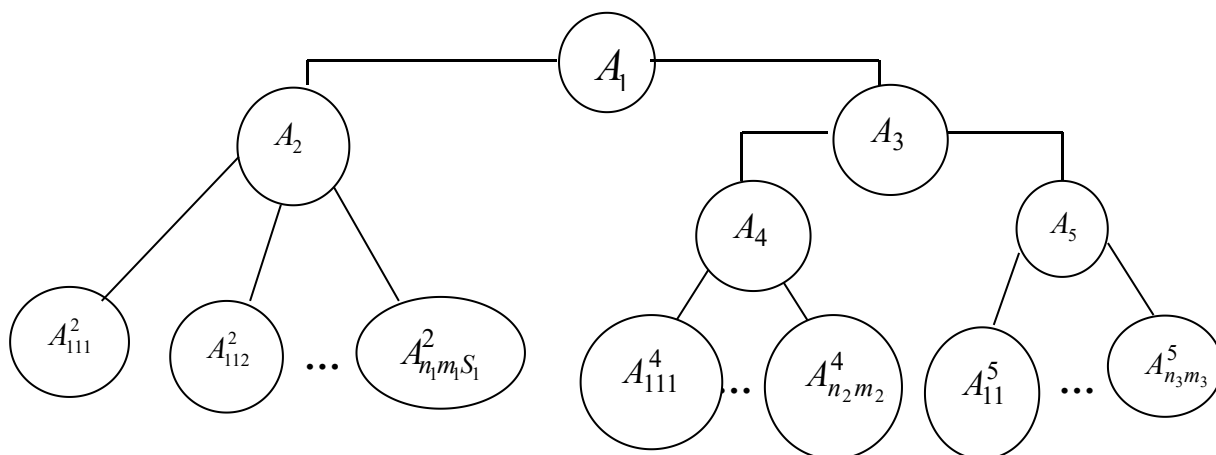 A₁
A₂
A₃
A₄
A₅
A²₁₁₁
A²₁₁₂
...
A²ₙ₁ₘ₁S₁
A⁴₁₁₁
...
A⁴ₙ₂ₘ₂
A⁵₁₁
...
A⁵ₙ₃ₘ₃